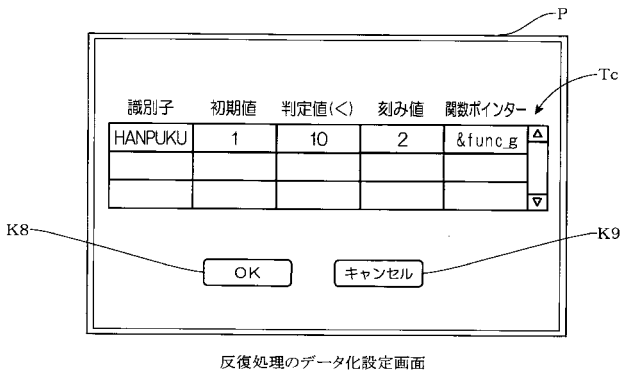 P
Tc
識別子 初期値 判定値(<) 刻み値 関数ポインター
HANPUKU 1 10 2 &func_g
K8
K9
OK キャンセル
反復処理のデータ化設定画面